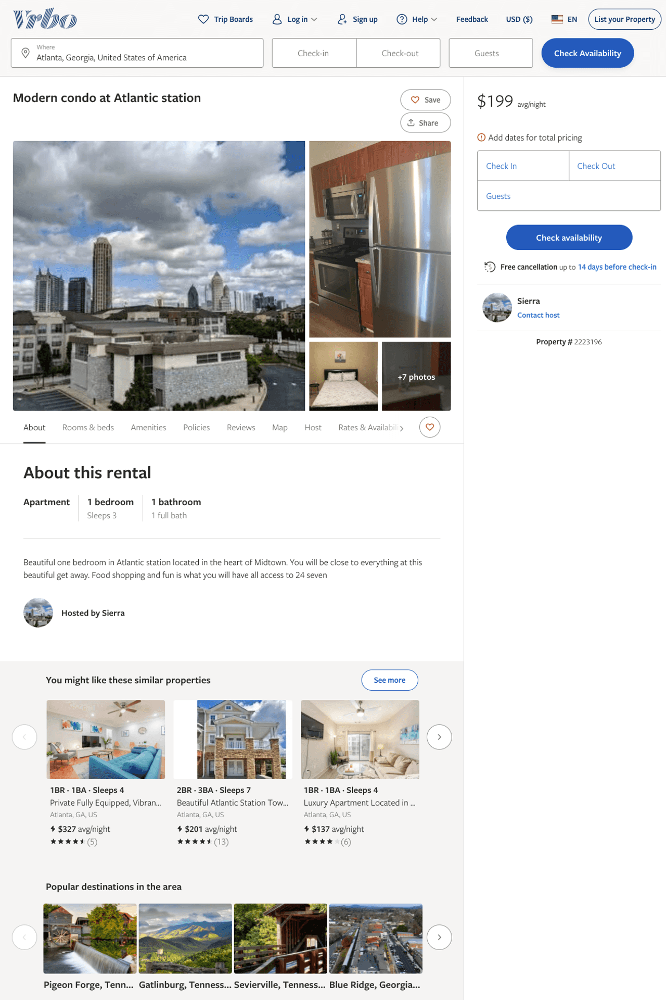 Vrbo
Trip Boards
Log in
Sign up
Help
Feedback
USD ($)
EN
List your Property
Where
Atlanta, Georgia, United States of America
Check-in
Check-out
Guests
Check Availability
Modern condo at Atlantic station
Save
Share
$199 avg/night
Add dates for total pricing
Check In
Check Out
Guests
Check availability
Free cancellation up to 14 days before check-in
Sierra
Contact host
Property # 2223196
+7 photos
About
Rooms & beds
Amenities
Policies
Reviews
Map
Host
Rates & Availabili
About this rental
Apartment
1 bedroom
Sleeps 3
1 bathroom
1 full bath
Beautiful one bedroom in Atlantic station located in the heart of Midtown. You will be close to everything at this
beautiful get away. Food shopping and fun is what you will have all access to 24 seven
Hosted by Sierra
You might like these similar properties
See more
1BR · 1BA · Sleeps 4
Private Fully Equipped, Vibran...
Atlanta, GA, US
$327 avg/night
(5)
2BR · 3BA · Sleeps 7
Beautiful Atlantic Station Tow...
Atlanta, GA, US
$201 avg/night
(13)
1BR · 1BA · Sleeps 4
Luxury Apartment Located in ...
Atlanta, GA, US
$137 avg/night
(6)
Popular destinations in the area
Pigeon Forge, Tenn...
Gatlinburg, Tenness...
Sevierville, Tenness...
Blue Ridge, Georgia...